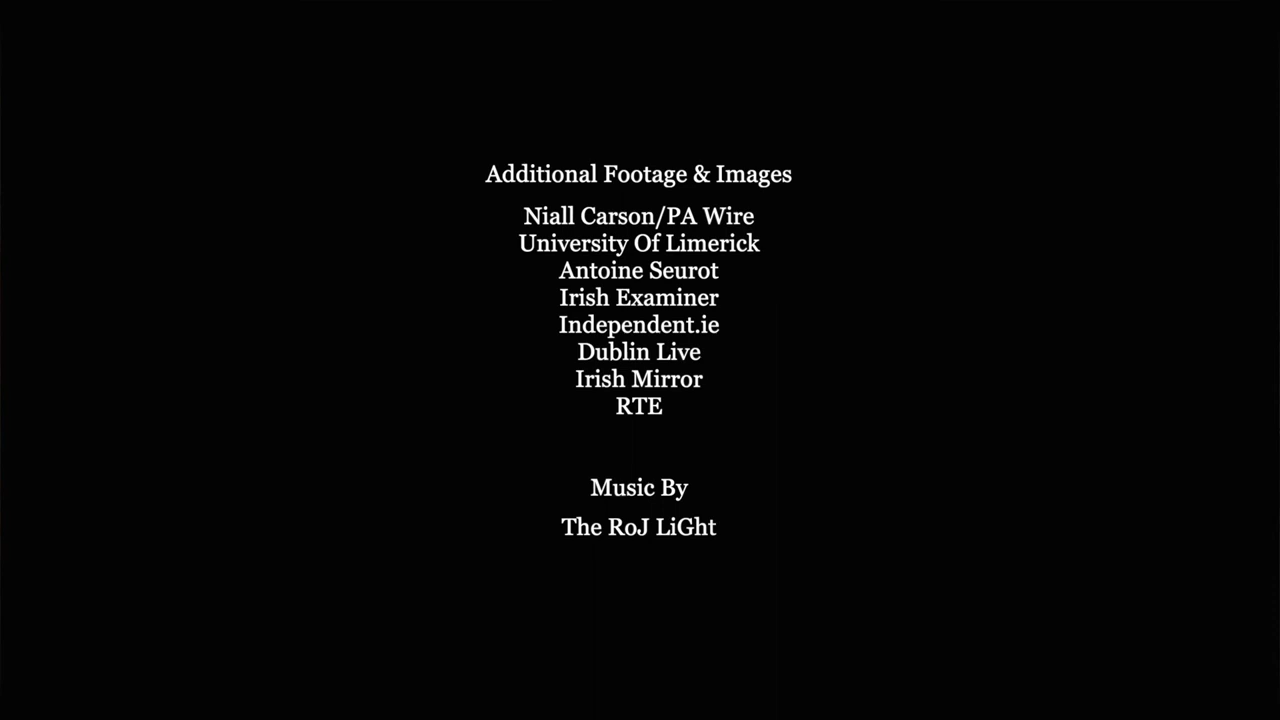 Additional Footage & Images
Niall Carson/PA Wire
University Of Limerick
Antoine Seurot
Irish Examiner
Independent.ie
Dublin Live
Irish Mirror
RTE
Music By
The RoJ LiGht